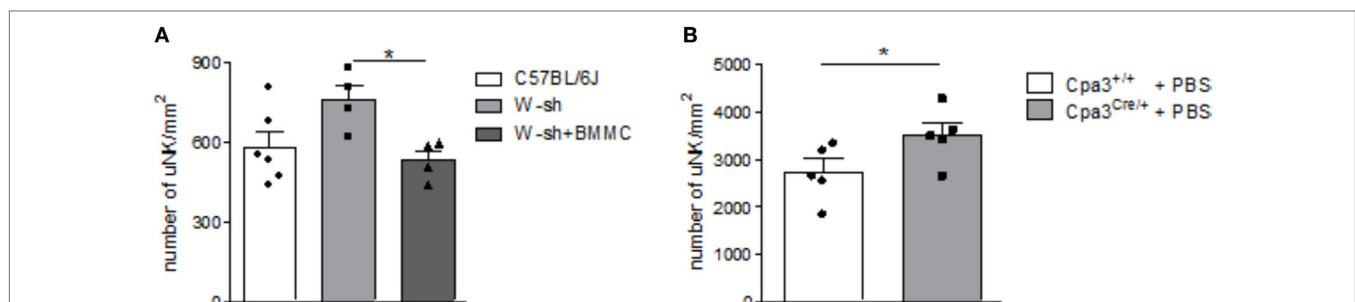 A
number of uNK/mm²
900
600
300
0
*
C57BL/6J
W-sh
W-sh+BMMC
B
number of uNK/mm²
5000
4000
3000
2000
1000
0
*
Cpa3+/+ + PBS
Cpa3Cre/+ + PBS